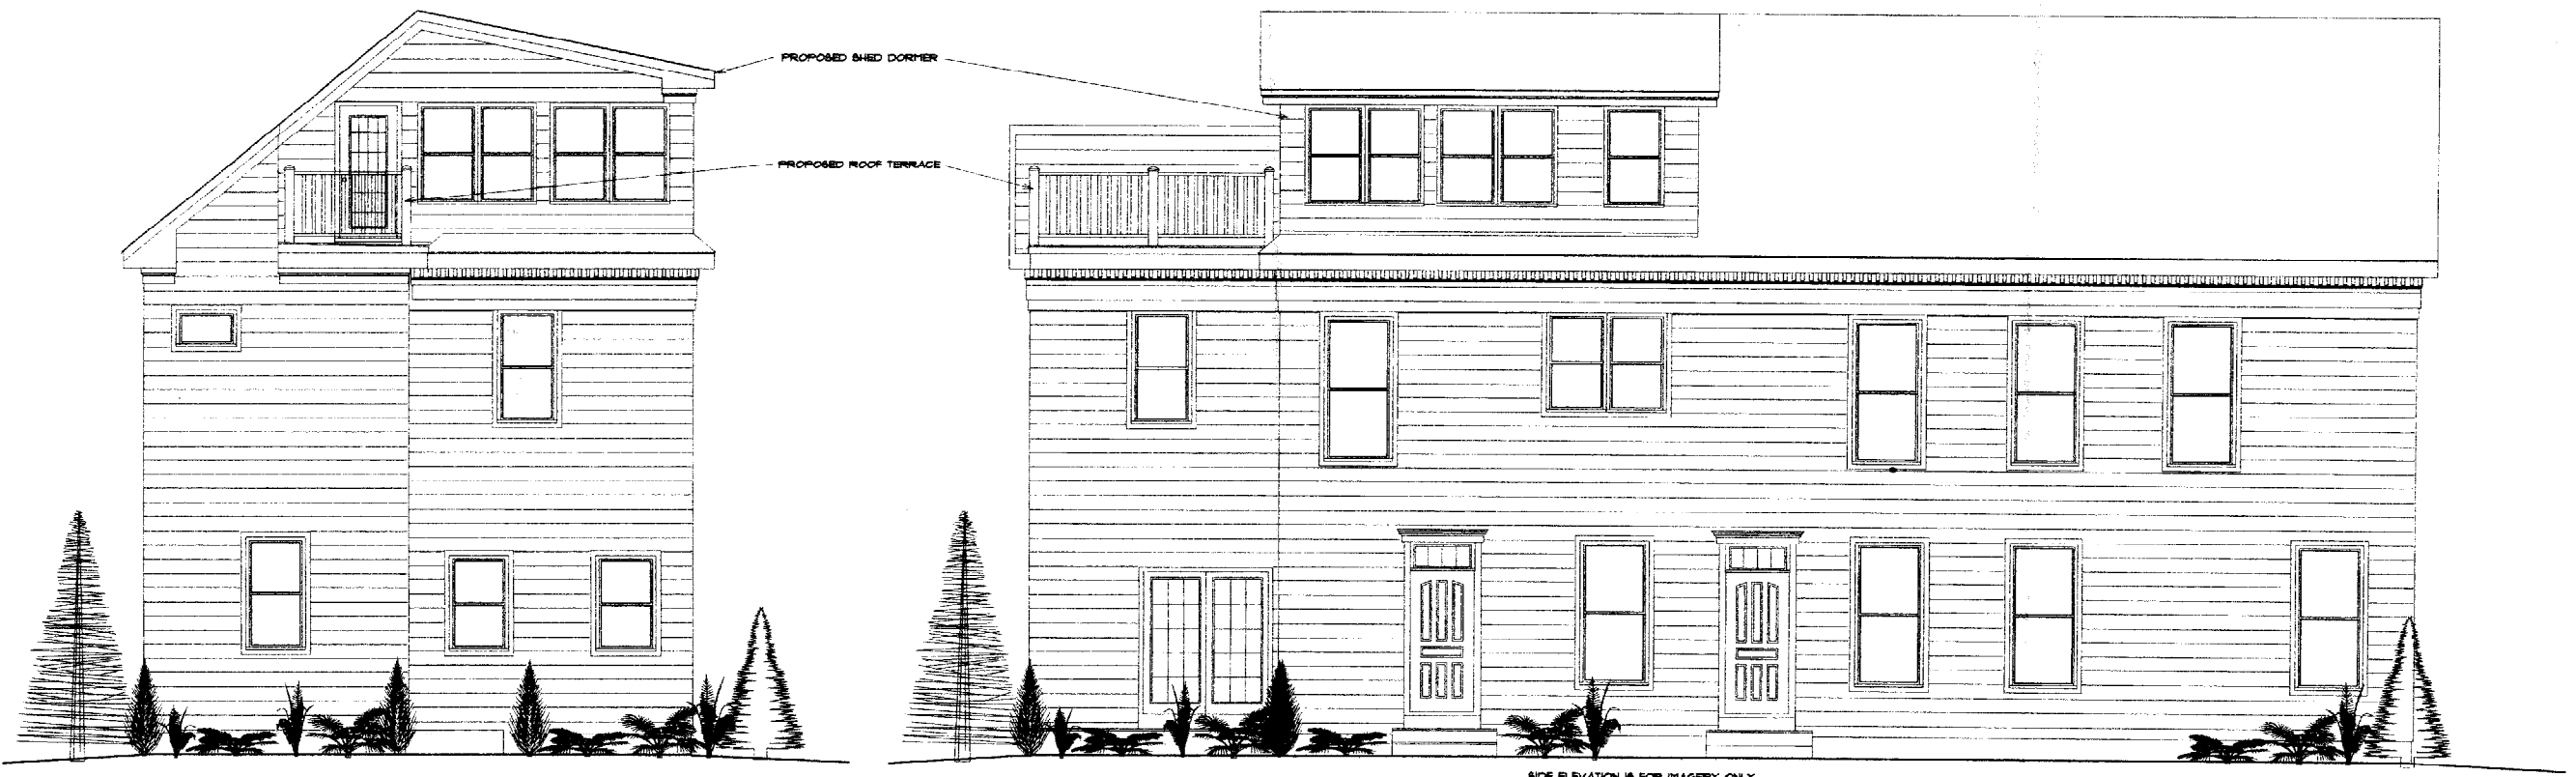 PROPOSED SHED DORMER
PROPOSED ROOF TERRACE
SIDE ELEVATION IS FOR IMAGERY ONLY